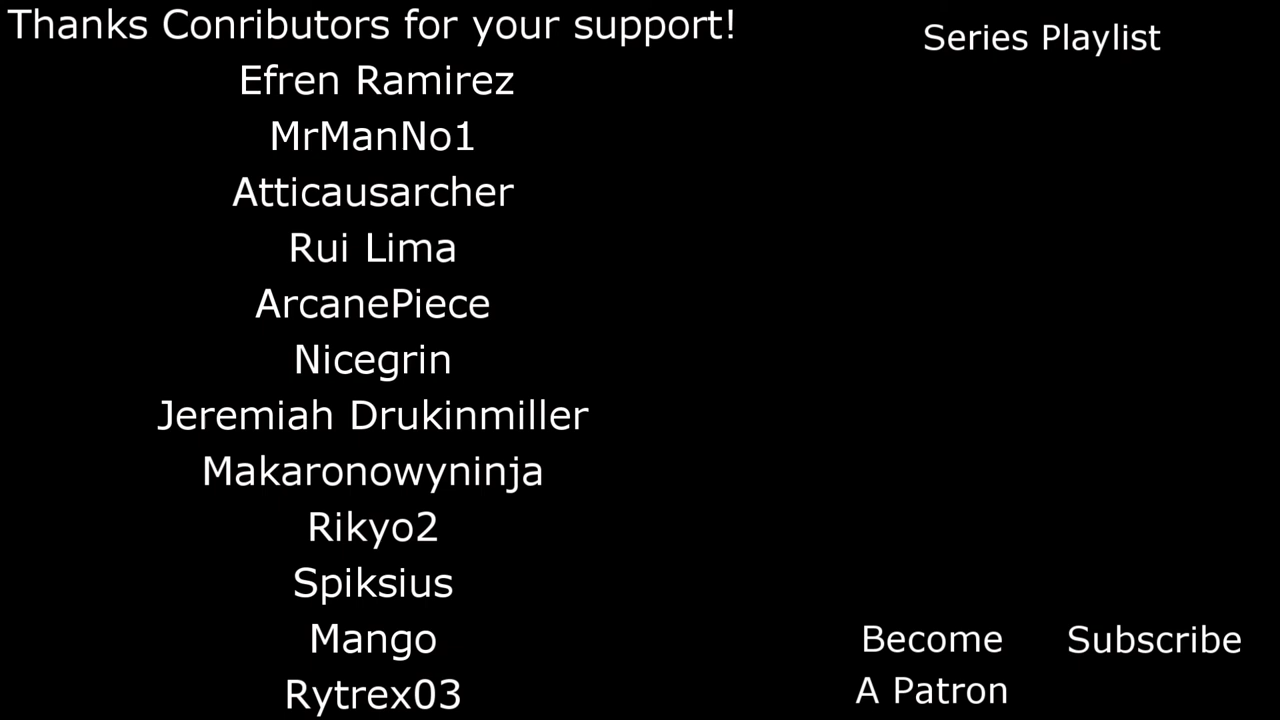 Thanks Conributors for your support!
Efren Ramirez
MrManNo1
Atticausarcher
Rui Lima
ArcanePiece
Nicegrin
Jeremiah Drukinmiller
Makaronowyninja
Rikyo2
Spiksius
Mango
Rytrex03
Series Playlist
Become
A Patron
Subscribe